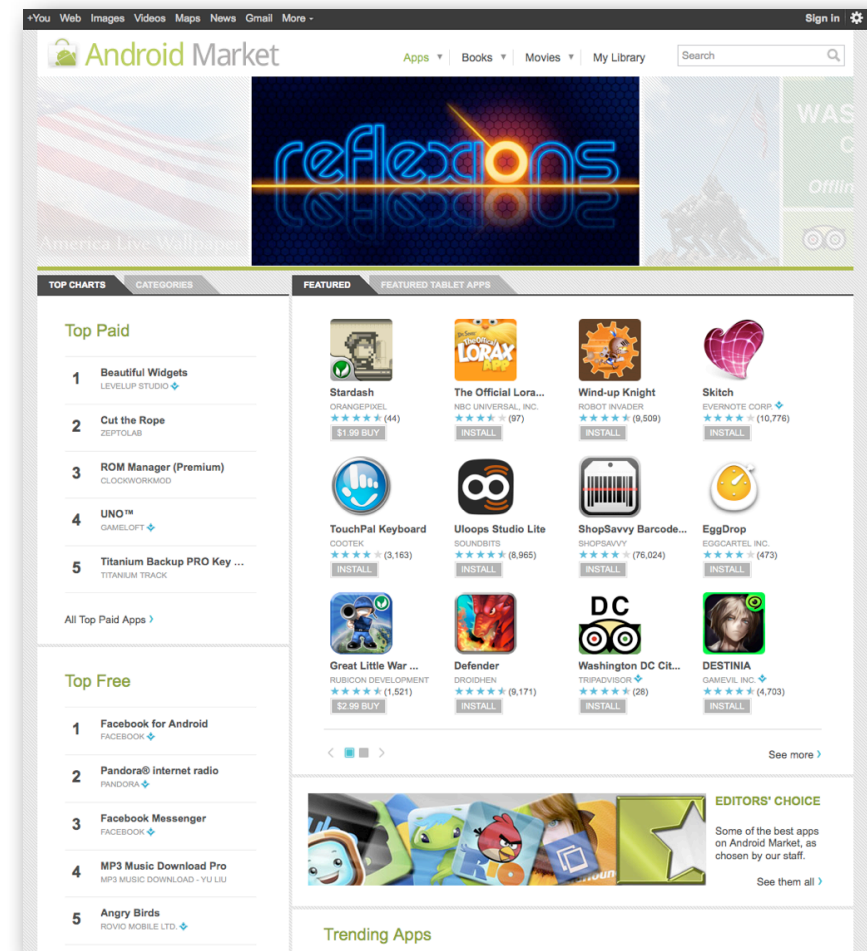 +You Web Images Videos Maps News Gmail More Sign in
Android Market
Apps Books Movies My Library Search
reflexions
WAS
C
Offlin
America Live Wallpaper
TOP CHARTS CATEGORIES
Top Paid
1 Beautiful Widgets
LEVELUP STUDIO
2 Cut the Rope
ZEPTOLAB
3 ROM Manager (Premium)
CLOCKWORKMOD
4 UNO™
GAMELOFT
5 Titanium Backup PRO Key ...
TITANIUM TRACK
All Top Paid Apps
Top Free
1 Facebook for Android
FACEBOOK
2 Pandora® internet radio
PANDORA
3 Facebook Messenger
FACEBOOK
4 MP3 Music Download Pro
MP3 MUSIC DOWNLOAD - YU LIU
5 Angry Birds
ROVIO MOBILE LTD.
FEATURED FEATURED TABLET APPS
Dr. Seuss' The Official LORAX APP
Stardash The Official Lora... Wind-up Knight Skitch
ORANGEPIXEL NBC UNIVERSAL, INC. ROBOT INVADER EVERNOTE CORP.
(44) (97) (9,509) (10,776)
$1.99 BUY INSTALL INSTALL INSTALL
TouchPal Keyboard Uloops Studio Lite ShopSavvy Barcode... EggDrop
COOTEK SOUNDBITS SHOPSAVVY EGGCARTEL INC.
(3,163) (8,965) (76,024) (473)
INSTALL INSTALL INSTALL INSTALL
DC
Great Little War ... Defender Washington DC Cit... DESTINIA
RUBICON DEVELOPMENT DROIDHEN TRIPADVISOR GAMEVIL INC.
(1,521) (9,171) (28) (4,703)
$2.99 BUY INSTALL INSTALL INSTALL
See more
RIO
EDITORS' CHOICE
Some of the best apps
on Android Market, as
chosen by our staff.
See them all
Trending Apps